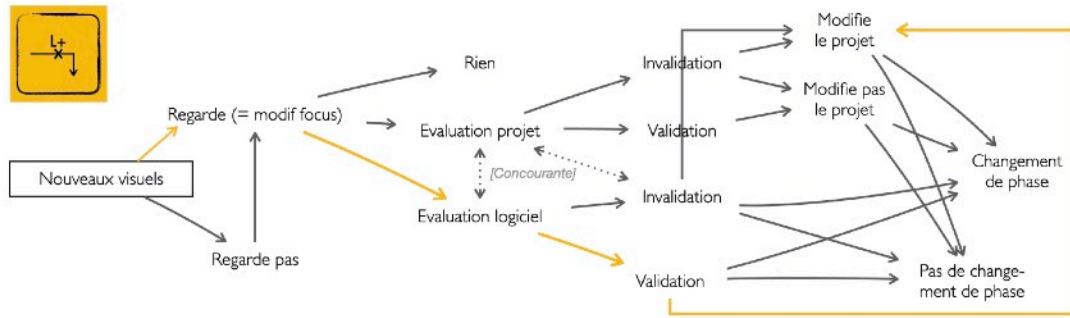 L+
Modifie
le projet
Rien
Invalidation
Modifie pas
le projet
Regarde (= modif focus)
Evaluation projet
Validation
Changement
de phase
[Concourante]
Nouveaux visuels
Invalidation
Evaluation logiciel
Regarde pas
Pas de change-
ment de phase
Validation